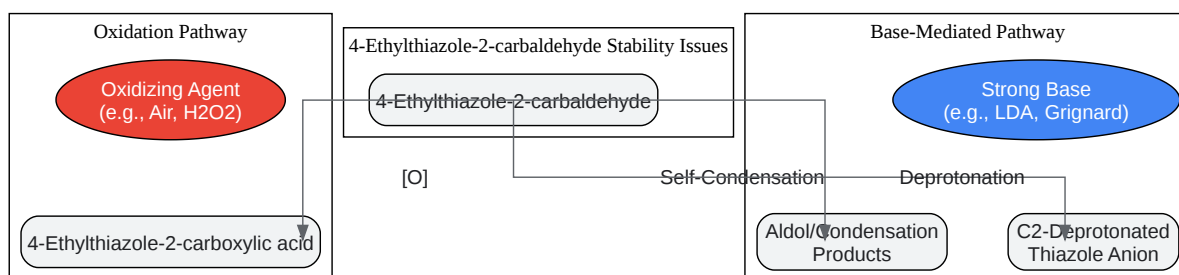 Oxidation Pathway
4-Ethylthiazole-2-carbaldehyde Stability Issues
Base-Mediated Pathway
Oxidizing Agent
(e.g., Air, H2O2)
4-Ethylthiazole-2-carbaldehyde
Strong Base
(e.g., LDA, Grignard)
[O]
Self-Condensation
Deprotonation
4-Ethylthiazole-2-carboxylic acid
Aldol/Condensation
Products
C2-Deprotonated
Thiazole Anion